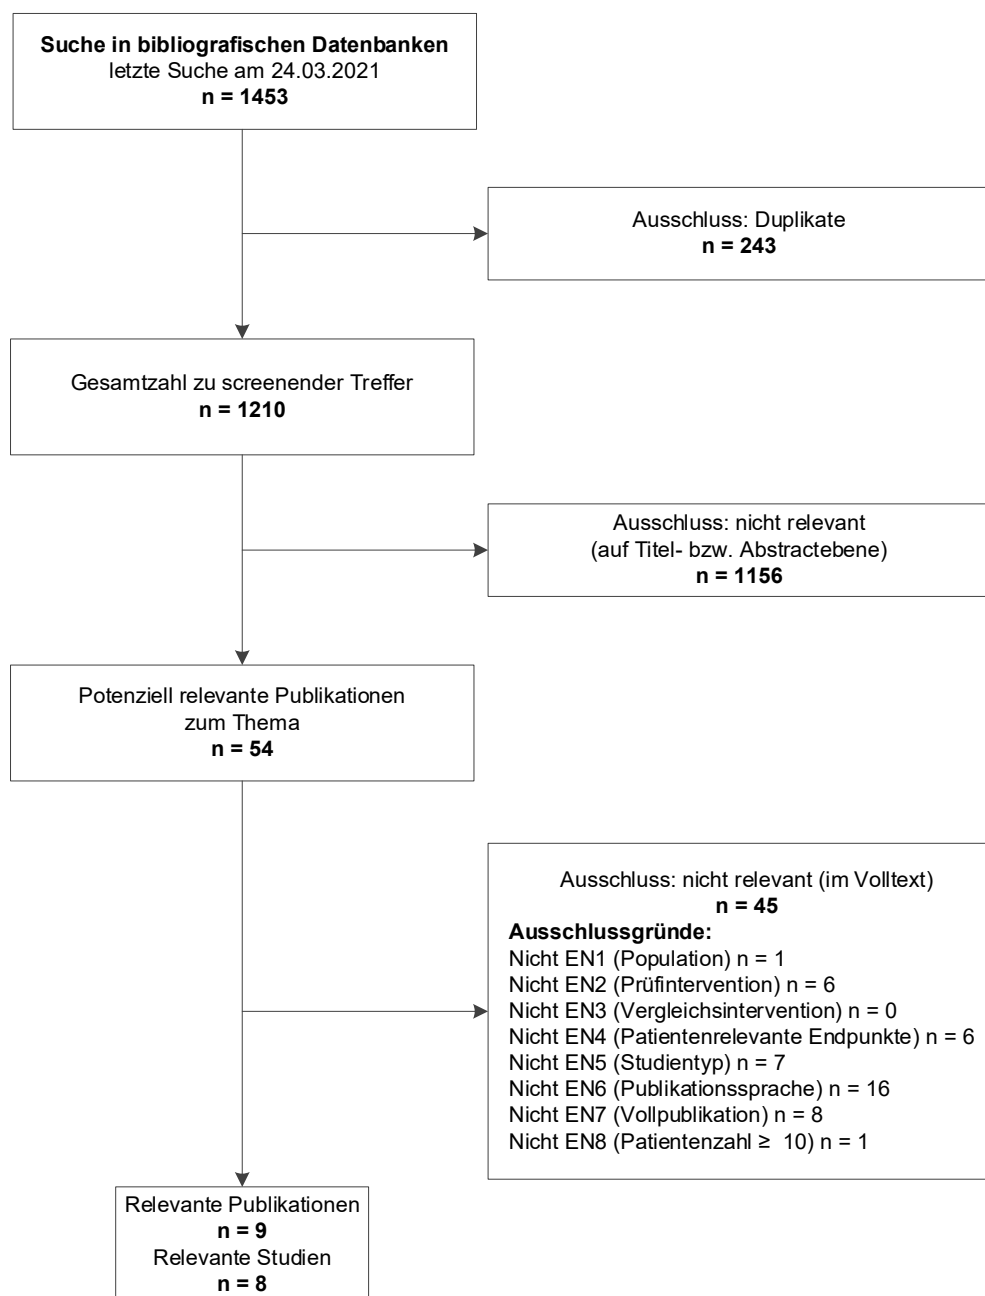 Suche in bibliografischen Datenbanken
letzte Suche am 24.03.2021
n = 1453
Ausschluss: Duplikate
n = 243
Gesamtzahl zu screenender Treffer
n = 1210
Ausschluss: nicht relevant
(auf Titel- bzw. Abstractebene)
n = 1156
Potenziell relevante Publikationen
zum Thema
n = 54
Ausschluss: nicht relevant (im Volltext)
n = 45
Ausschlussgründe:
Nicht EN1 (Population) n = 1
Nicht EN2 (Prüfintervention) n = 6
Nicht EN3 (Vergleichsintervention) n = 0
Nicht EN4 (Patientenrelevante Endpunkte) n = 6
Nicht EN5 (Studientyp) n = 7
Nicht EN6 (Publikationssprache) n = 16
Nicht EN7 (Vollpublikation) n = 8
Nicht EN8 (Patientenzahl ≥ 10) n = 1
Relevante Publikationen
n = 9
Relevante Studien
n = 8